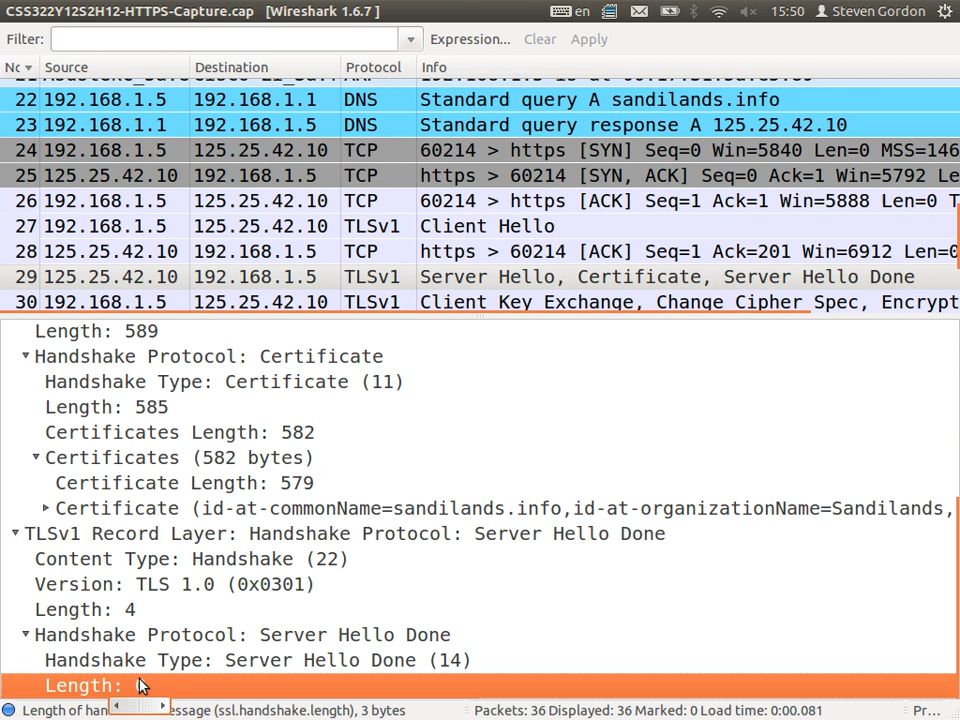 CSS322Y12S2H12-HTTPS-Capture.cap [Wireshark 1.6.7 ] en 15:50 Steven Gordon
Filter: Expression... Clear Apply
No Source Destination Protocol Info
22 192.168.1.5 192.168.1.1 DNS Standard query A sandilands.info
23 192.168.1.1 192.168.1.5 DNS Standard query response A 125.25.42.10
24 192.168.1.5 125.25.42.10 TCP 60214 > https [SYN] Seq=0 Win=5840 Len=0 MSS=146
25 125.25.42.10 192.168.1.5 TCP https > 60214 [SYN, ACK] Seq=0 Ack=1 Win=5792 Le
26 192.168.1.5 125.25.42.10 TCP 60214 > https [ACK] Seq=1 Ack=1 Win=5888 Len=0 T
27 192.168.1.5 125.25.42.10 TLSv1 Client Hello
28 125.25.42.10 192.168.1.5 TCP https > 60214 [ACK] Seq=1 Ack=201 Win=6912 Len=0
29 125.25.42.10 192.168.1.5 TLSv1 Server Hello, Certificate, Server Hello Done
30 192.168.1.5 125.25.42.10 TLSv1 Client Key Exchange, Change Cipher Spec, Encrypt
Length: 589
Handshake Protocol: Certificate
Handshake Type: Certificate (11)
Length: 585
Certificates Length: 582
Certificates (582 bytes)
Certificate Length: 579
Certificate (id-at-commonName=sandilands.info,id-at-organizationName=Sandilands,
TLSv1 Record Layer: Handshake Protocol: Server Hello Done
Content Type: Handshake (22)
Version: TLS 1.0 (0x0301)
Length: 4
Handshake Protocol: Server Hello Done
Handshake Type: Server Hello Done (14)
Length:
Length of han essage (ssl.handshake.length), 3 bytes Packets: 36 Displayed: 36 Marked: 0 Load time: 0:00.081 Pr...